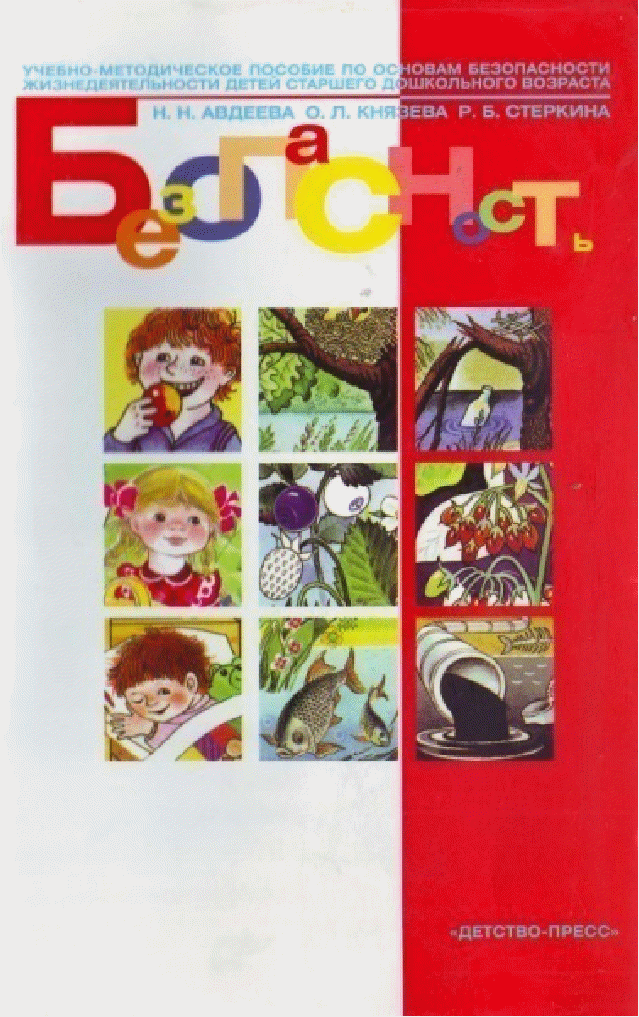 УЧЕБНО-МЕТОДИЧЕСКОЕ ПОСОБИЕ ПО ОСНОВАМ БЕЗОПАСНОСТИ
ЖИЗНЕДЕЯТЕЛЬНОСТИ ДЕТЕЙ СТАРШЕГО ДОШКОЛЬНОГО ВОЗРАСТА
Н. Н. АВДЕЕВА О. Л. КНЯЗЕВА Р. Б. СТЕРКИНА
БезОПаСНость
«ДЕТСТВО-ПРЕСС»